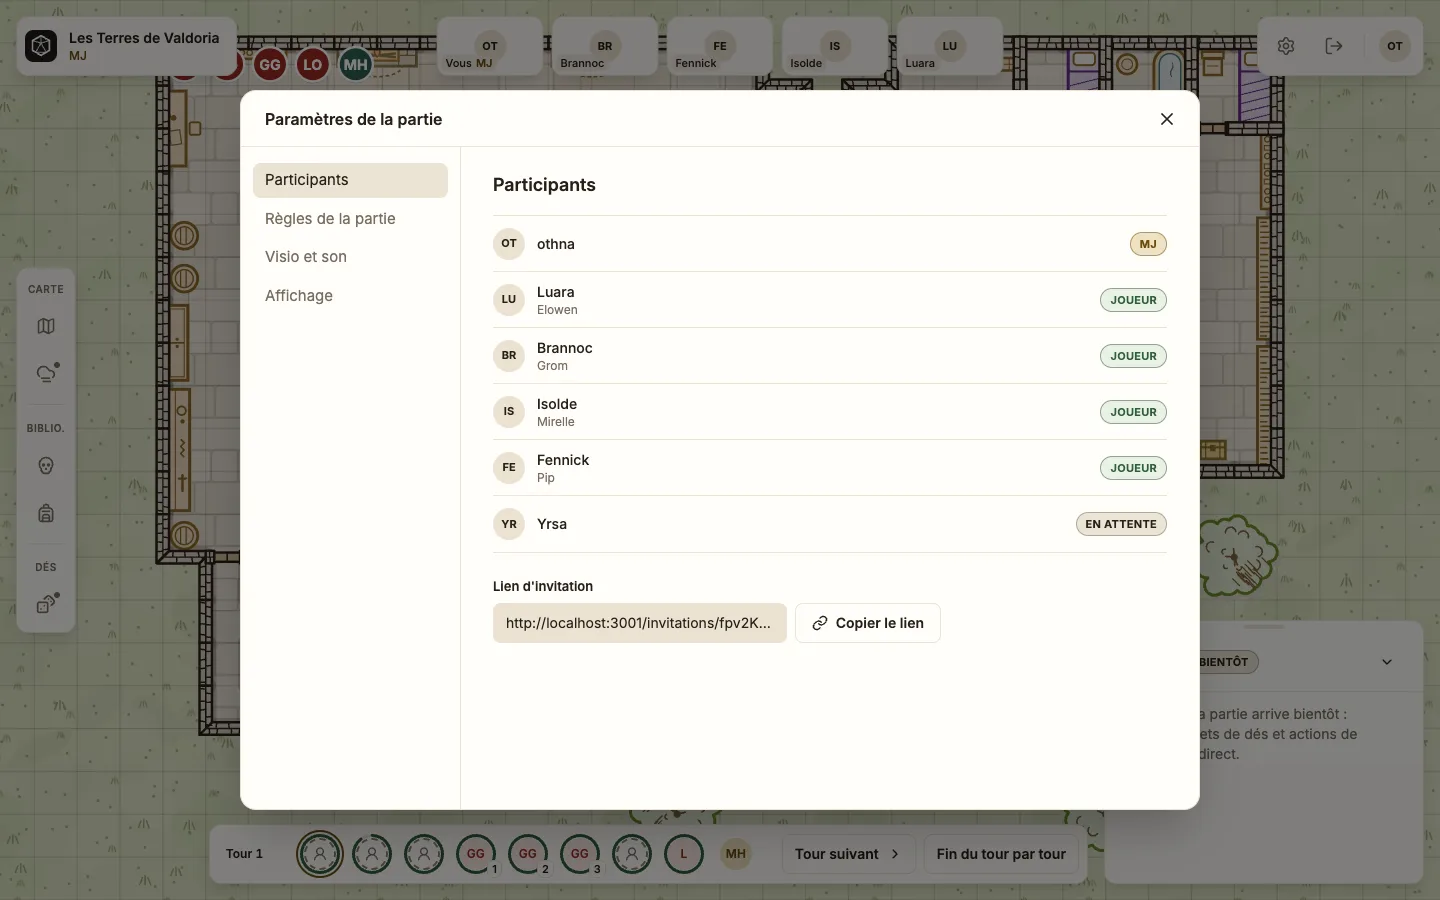 Les Terres de Valdoria
MJ
GG
LO
MH
OT
Vous MJ
BR
Brannoc
FE
Fennick
IS
Isolde
LU
Luara
OT
Paramètres de la partie
Participants
Règles de la partie
Visio et son
Affichage
Participants
OT
othna
MJ
LU
Luara
Elowen
JOUEUR
BR
Brannoc
Grom
JOUEUR
IS
Isolde
Mirelle
JOUEUR
FE
Fennick
Pip
JOUEUR
YR
Yrsa
EN ATTENTE
Lien d'invitation
http://localhost:3001/invitations/fpv2K...
Copier le lien
CARTE
BIBLIO.
DÉS
BIENTÔT
a partie arrive bientôt :
ets de dés et actions de
direct.
Tour 1
GG
1
GG
2
GG
3
L
MH
Tour suivant
Fin du tour par tour